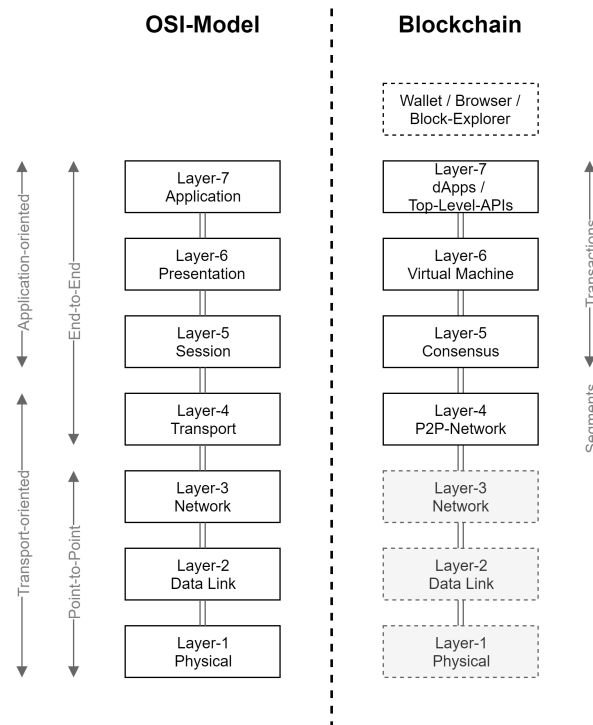 OSI-Model
Blockchain
Wallet / Browser /
Block-Explorer
Layer-7
Application
Layer-7
dApps /
Top-Level-APIs
Layer-6
Presentation
Layer-6
Virtual Machine
Layer-5
Session
Layer-5
Consensus
Layer-4
Transport
Layer-4
P2P-Network
Layer-3
Network
Layer-3
Network
Layer-2
Data Link
Layer-2
Data Link
Layer-1
Physical
Layer-1
Physical
Application-oriented
Transport-oriented
End-to-End
Point-to-Point
Transactions
Segments